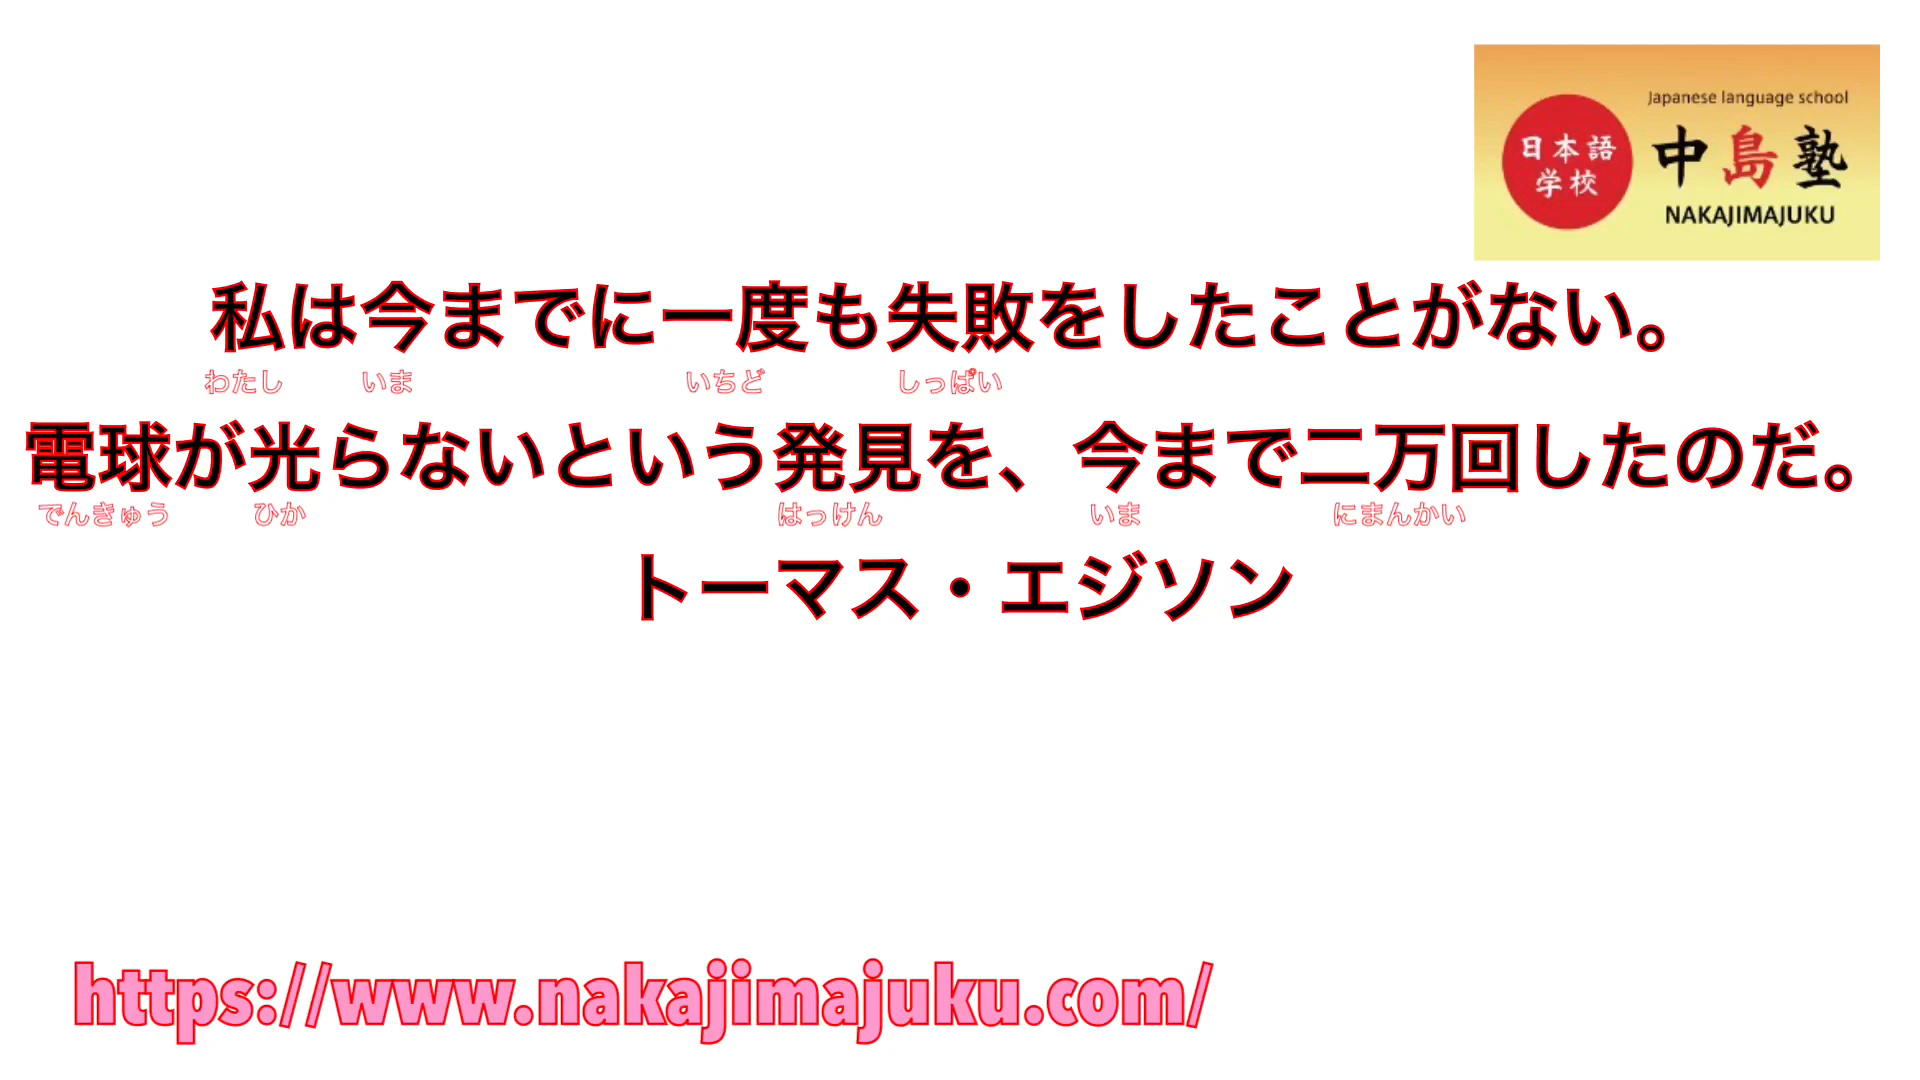 Japanese language school
日本語
学校
中島塾
NAKAJIMAJUKU
私は今までに一度も失敗をしたことがない。
わたし いま いちど しっぱい
電球が光らないという発見を、今まで二万回したのだ。
でんきゅう ひか はっけん いま にまんかい
トーマス・エジソン
https://www.nakajimajuku.com/